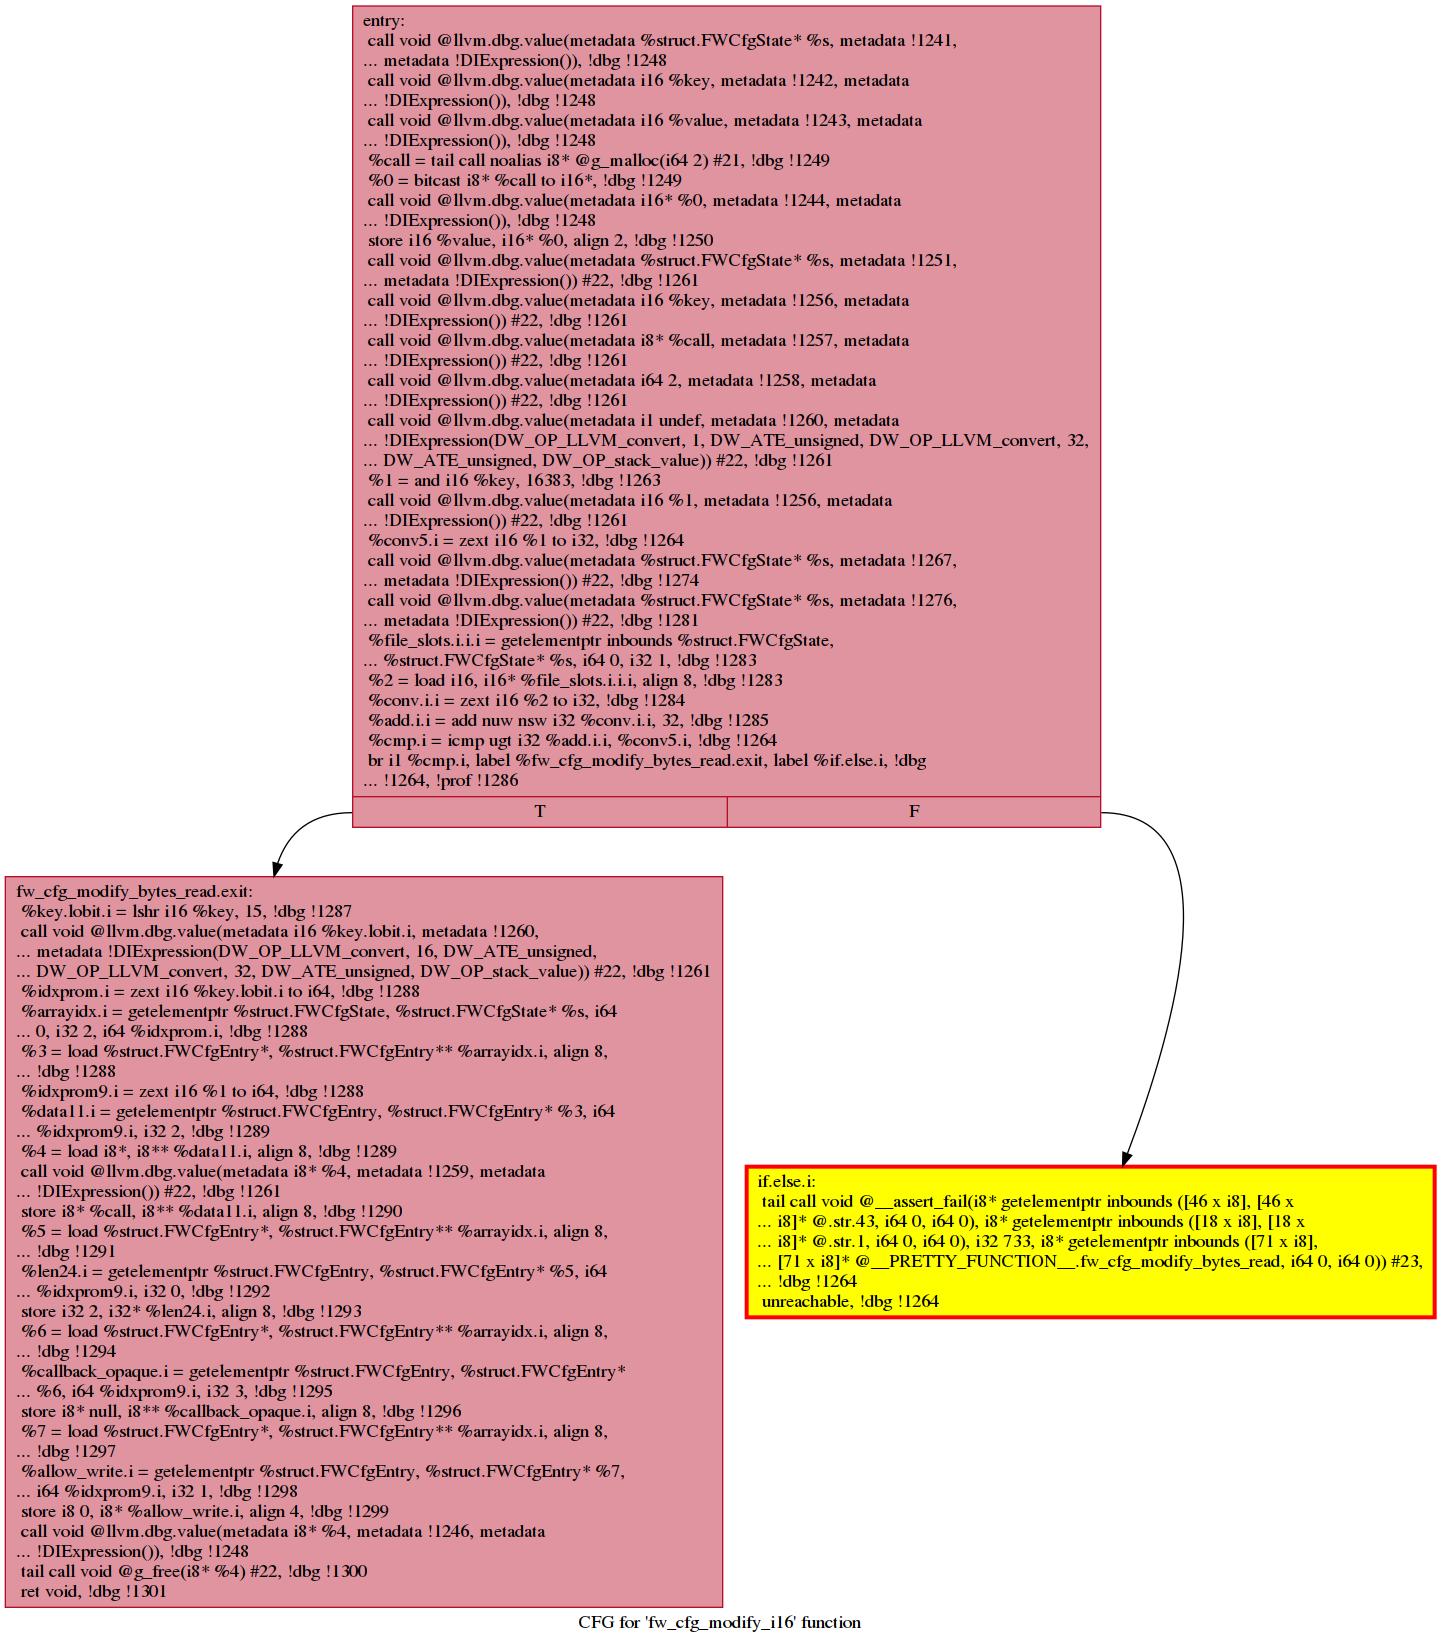 entry:
call void @llvm.dbg.value(metadata %struct.FWCfgState* %s, metadata !1241,
... metadata !DIExpression()), !dbg !1248
call void @llvm.dbg.value(metadata i16 %key, metadata !1242, metadata
... !DIExpression()), !dbg !1248
call void @llvm.dbg.value(metadata i16 %value, metadata !1243, metadata
... !DIExpression()), !dbg !1248
%call = tail call noalias i8* @g_malloc(i64 2) #21, !dbg !1249
%0 = bitcast i8* %call to i16*, !dbg !1249
call void @llvm.dbg.value(metadata i16* %0, metadata !1244, metadata
... !DIExpression()), !dbg !1248
store i16 %value, i16* %0, align 2, !dbg !1250
call void @llvm.dbg.value(metadata %struct.FWCfgState* %s, metadata !1251,
... metadata !DIExpression()) #22, !dbg !1261
call void @llvm.dbg.value(metadata i16 %key, metadata !1256, metadata
... !DIExpression()) #22, !dbg !1261
call void @llvm.dbg.value(metadata i8* %call, metadata !1257, metadata
... !DIExpression()) #22, !dbg !1261
call void @llvm.dbg.value(metadata i64 2, metadata !1258, metadata
... !DIExpression()) #22, !dbg !1261
call void @llvm.dbg.value(metadata i1 undef, metadata !1260, metadata
... !DIExpression(DW_OP_LLVM_convert, 1, DW_ATE_unsigned, DW_OP_LLVM_convert, 32,
... DW_ATE_unsigned, DW_OP_stack_value)) #22, !dbg !1261
%1 = and i16 %key, 16383, !dbg !1263
call void @llvm.dbg.value(metadata i16 %1, metadata !1256, metadata
... !DIExpression()) #22, !dbg !1261
%conv5.i = zext i16 %1 to i32, !dbg !1264
call void @llvm.dbg.value(metadata %struct.FWCfgState* %s, metadata !1267,
... metadata !DIExpression()) #22, !dbg !1274
call void @llvm.dbg.value(metadata %struct.FWCfgState* %s, metadata !1276,
... metadata !DIExpression()) #22, !dbg !1281
%file_slots.i.i.i = getelementptr inbounds %struct.FWCfgState,
... %struct.FWCfgState* %s, i64 0, i32 1, !dbg !1283
%2 = load i16, i16* %file_slots.i.i.i, align 8, !dbg !1283
%conv.i.i = zext i16 %2 to i32, !dbg !1284
%add.i.i = add nuw nsw i32 %conv.i.i, 32, !dbg !1285
%cmp.i = icmp ugt i32 %add.i.i, %conv5.i, !dbg !1264
br i1 %cmp.i, label %fw_cfg_modify_bytes_read.exit, label %if.else.i, !dbg
... !1264, !prof !1286
T F
fw_cfg_modify_bytes_read.exit:
%key.lobit.i = lshr i16 %key, 15, !dbg !1287
call void @llvm.dbg.value(metadata i16 %key.lobit.i, metadata !1260,
... metadata !DIExpression(DW_OP_LLVM_convert, 16, DW_ATE_unsigned,
... DW_OP_LLVM_convert, 32, DW_ATE_unsigned, DW_OP_stack_value)) #22, !dbg !1261
%idxprom.i = zext i16 %key.lobit.i to i64, !dbg !1288
%arrayidx.i = getelementptr %struct.FWCfgState, %struct.FWCfgState* %s, i64
... 0, i32 2, i64 %idxprom.i, !dbg !1288
%3 = load %struct.FWCfgEntry*, %struct.FWCfgEntry** %arrayidx.i, align 8,
... !dbg !1288
%idxprom9.i = zext i16 %1 to i64, !dbg !1288
%data11.i = getelementptr %struct.FWCfgEntry, %struct.FWCfgEntry* %3, i64
... %idxprom9.i, i32 2, !dbg !1289
%4 = load i8*, i8** %data11.i, align 8, !dbg !1289
call void @llvm.dbg.value(metadata i8* %4, metadata !1259, metadata
... !DIExpression()) #22, !dbg !1261
store i8* %call, i8** %data11.i, align 8, !dbg !1290
%5 = load %struct.FWCfgEntry*, %struct.FWCfgEntry** %arrayidx.i, align 8,
... !dbg !1291
%len24.i = getelementptr %struct.FWCfgEntry, %struct.FWCfgEntry* %5, i64
... %idxprom9.i, i32 0, !dbg !1292
store i32 2, i32* %len24.i, align 8, !dbg !1293
%6 = load %struct.FWCfgEntry*, %struct.FWCfgEntry** %arrayidx.i, align 8,
... !dbg !1294
%callback_opaque.i = getelementptr %struct.FWCfgEntry, %struct.FWCfgEntry*
... %6, i64 %idxprom9.i, i32 3, !dbg !1295
store i8* null, i8** %callback_opaque.i, align 8, !dbg !1296
%7 = load %struct.FWCfgEntry*, %struct.FWCfgEntry** %arrayidx.i, align 8,
... !dbg !1297
%allow_write.i = getelementptr %struct.FWCfgEntry, %struct.FWCfgEntry* %7,
... i64 %idxprom9.i, i32 1, !dbg !1298
store i8 0, i8* %allow_write.i, align 4, !dbg !1299
call void @llvm.dbg.value(metadata i8* %4, metadata !1246, metadata
... !DIExpression()), !dbg !1248
tail call void @g_free(i8* %4) #22, !dbg !1300
ret void, !dbg !1301
if.else.i:
tail call void @__assert_fail(i8* getelementptr inbounds ([46 x i8], [46 x
... i8]* @.str.43, i64 0, i64 0), i8* getelementptr inbounds ([18 x i8], [18 x
... i8]* @.str.1, i64 0, i64 0), i32 733, i8* getelementptr inbounds ([71 x i8],
... [71 x i8]* @__PRETTY_FUNCTION__.fw_cfg_modify_bytes_read, i64 0, i64 0)) #23,
... !dbg !1264
unreachable, !dbg !1264
CFG for 'fw_cfg_modify_i16' function